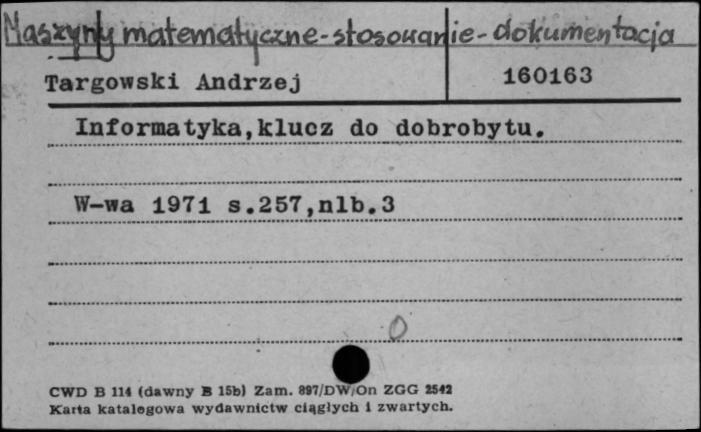 Maszyny matematyczne-stosowanie-dokumentacja
Targowski Andrzej 160163
Informatyka,klucz do dobrobytu.
W-wa 1971 s.257,nlb.3
0
CWD B 114 (dawny B 15b) Zam. 897/DW/On ZGG 2542
Karta katalogowa wydawnictw ciągłych i zwartych.